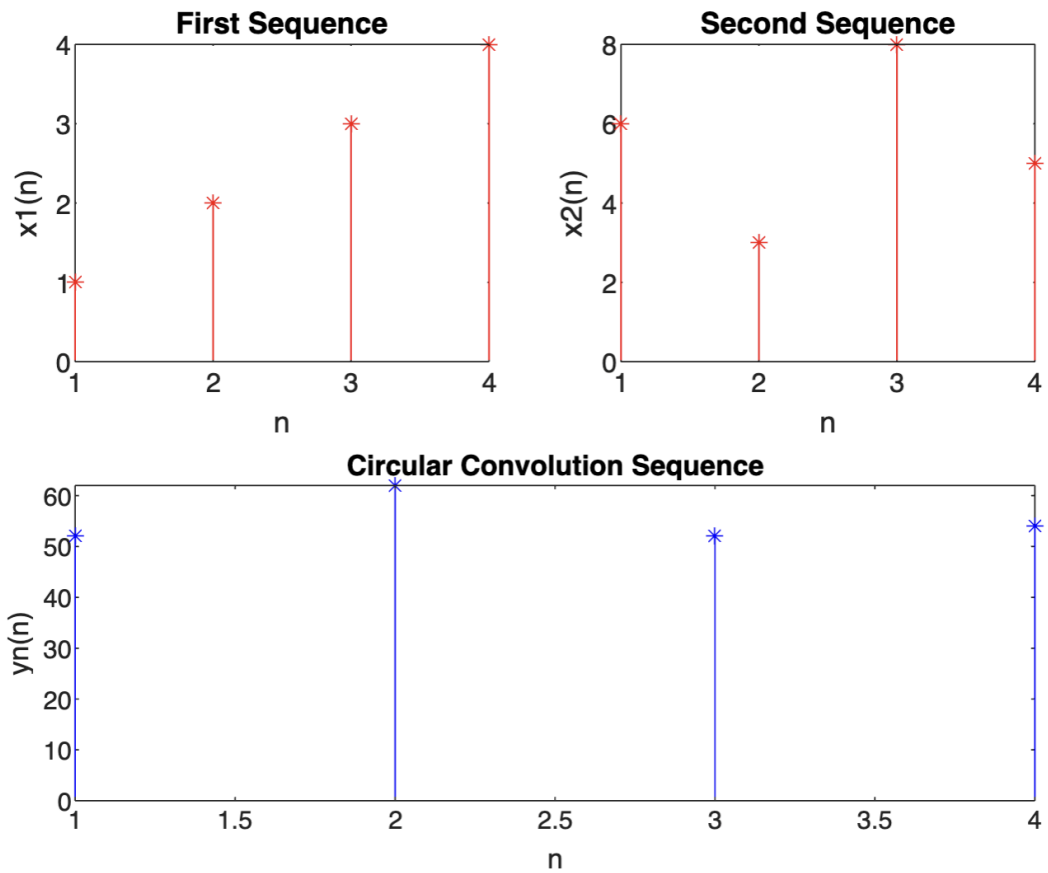 First Sequence
4
3
2
1
0
x1(n)
1 2 3 4
n
Second Sequence
8
6
4
2
0
x2(n)
1 2 3 4
n
Circular Convolution Sequence
60
50
40
30
20
10
0
yn(n)
1 1.5 2 2.5 3 3.5 4
n